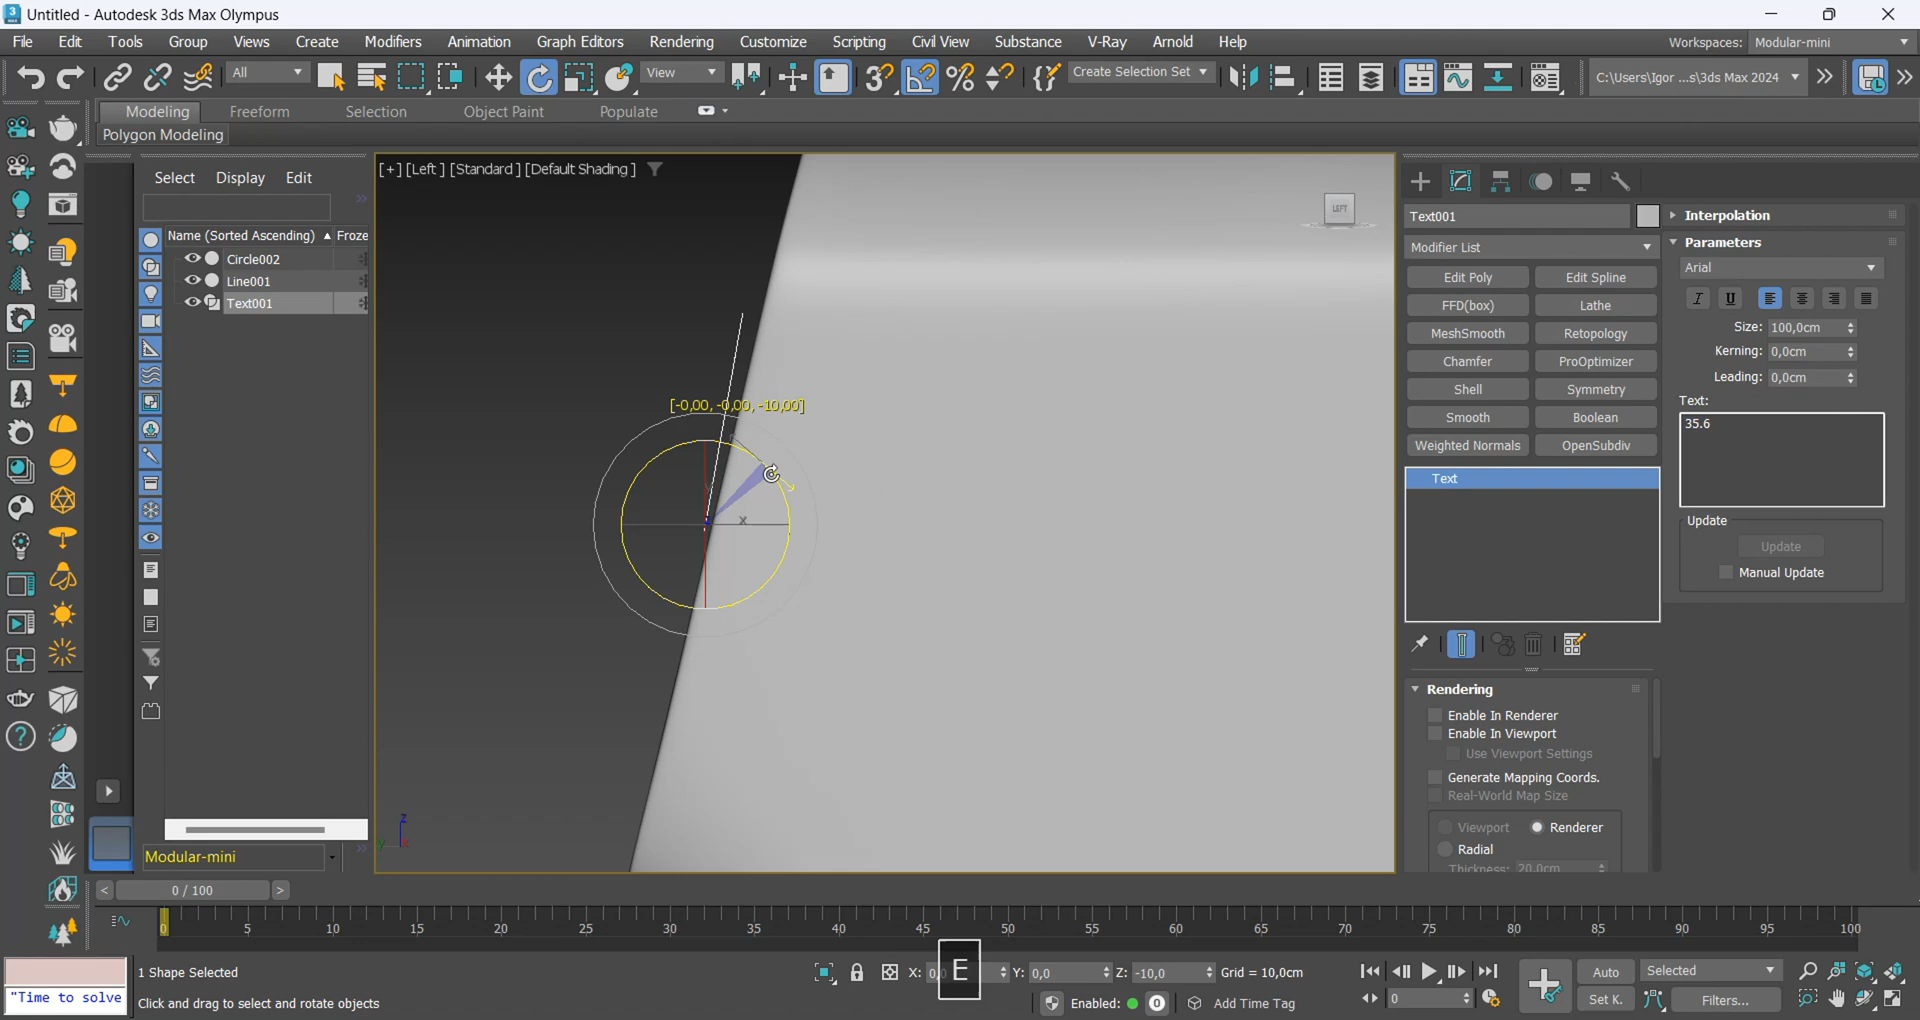 Untitled - Autodesk 3ds Max Olympus
File Edit Tools Group Views Create Modifiers Animation Graph Editors Rendering Customize Scripting Civil View Substance V-Ray Arnold Help Workspaces: Modular-mini
All View Create Selection Set C:\Users\Igor ...s\3ds Max 2024
Modeling Freeform Selection Object Paint Populate
Polygon Modeling
Select Display Edit
Name (Sorted Ascending) Froze
Circle002
Line001
Text001
[+] [Left ] [Standard ] [Default Shading ]
LEFT
[-0,00, -0,00, -10,00]
x
z
Text001
Modifier List
Edit Poly Edit Spline
FFD(box) Lathe
MeshSmooth Retopology
Chamfer ProOptimizer
Shell Symmetry
Smooth Boolean
Weighted Normals OpenSubdiv
Text
Rendering
Enable In Renderer
Enable In Viewport
Use Viewport Settings
Generate Mapping Coords.
Real-World Map Size
Viewport Renderer
Radial
Thickness: 20,0cm
Interpolation
Parameters
Arial
Size: 100,0cm
Kerning: 0,0cm
Leading: 0,0cm
Text:
35.6
Update
Update
Manual Update
Modular-mini
< 0 / 100 >
0 5 10 15 20 25 30 35 40 45 50 55 60 65 70 75 80 85 90 95 100
"Time to solve
1 Shape Selected
Click and drag to select and rotate objects
X: 0,0 Y: 0,0 Z: -10,0 Grid = 10,0cm
E
Enabled: 0 Add Time Tag
0
Auto Selected
Set K. Filters...